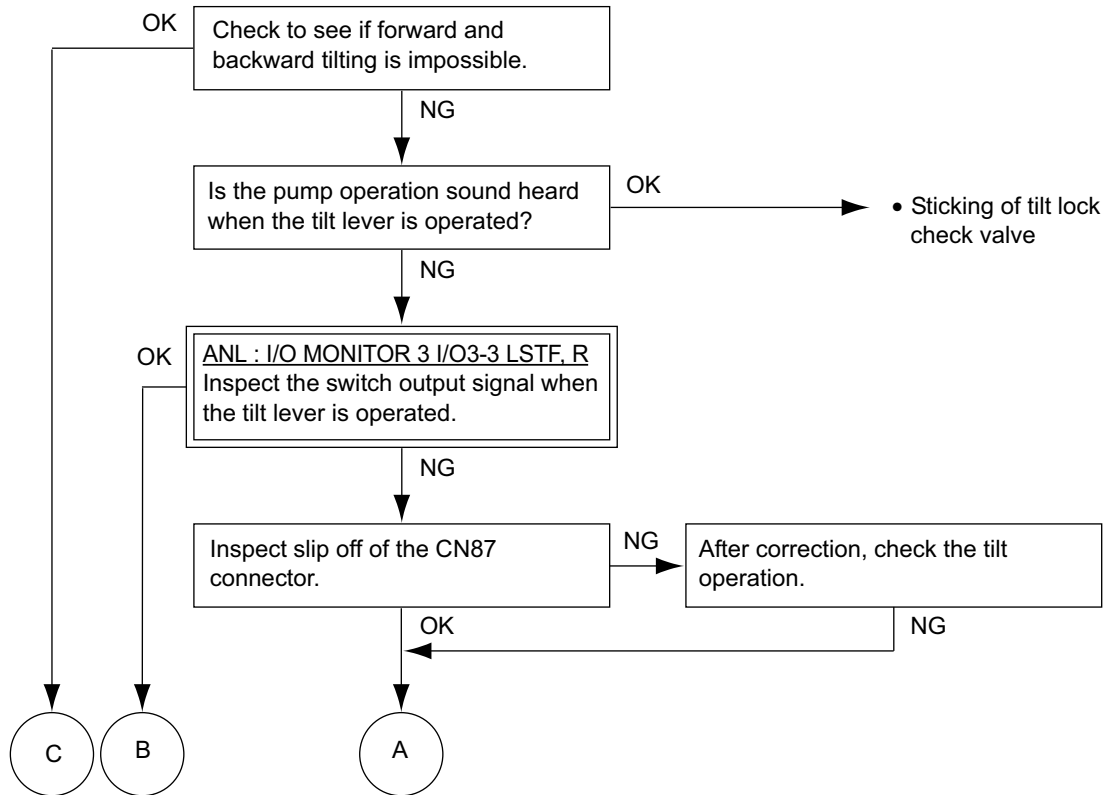 OK
Check to see if forward and
backward tilting is impossible.
NG
Is the pump operation sound heard
when the tilt lever is operated?
OK
• Sticking of tilt lock
check valve
NG
OK
ANL : I/O MONITOR 3 I/O3-3 LSTF, R
Inspect the switch output signal when
the tilt lever is operated.
NG
Inspect slip off of the CN87
connector.
NG
After correction, check the tilt
operation.
OK
NG
C
B
A